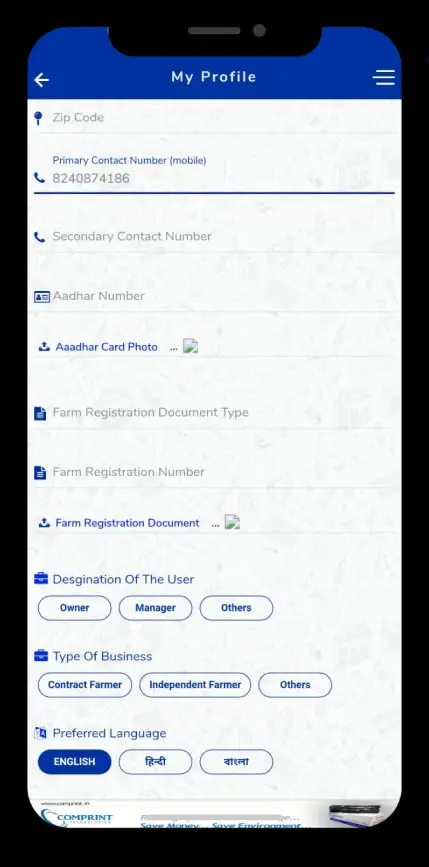 My Profile
Zip Code
Primary Contact Number (mobile)
8240874186
Secondary Contact Number
Aadhar Number
Aaadhar Card Photo ...
Farm Registration Document Type
Farm Registration Number
Farm Registration Document ...
Desgination Of The User
Owner Manager Others
Type Of Business
Contract Farmer Independent Farmer Others
Preferred Language
ENGLISH हिन्दी বাংলা
www.comprint.in
COMPRINT
Save Money... Save Environment...